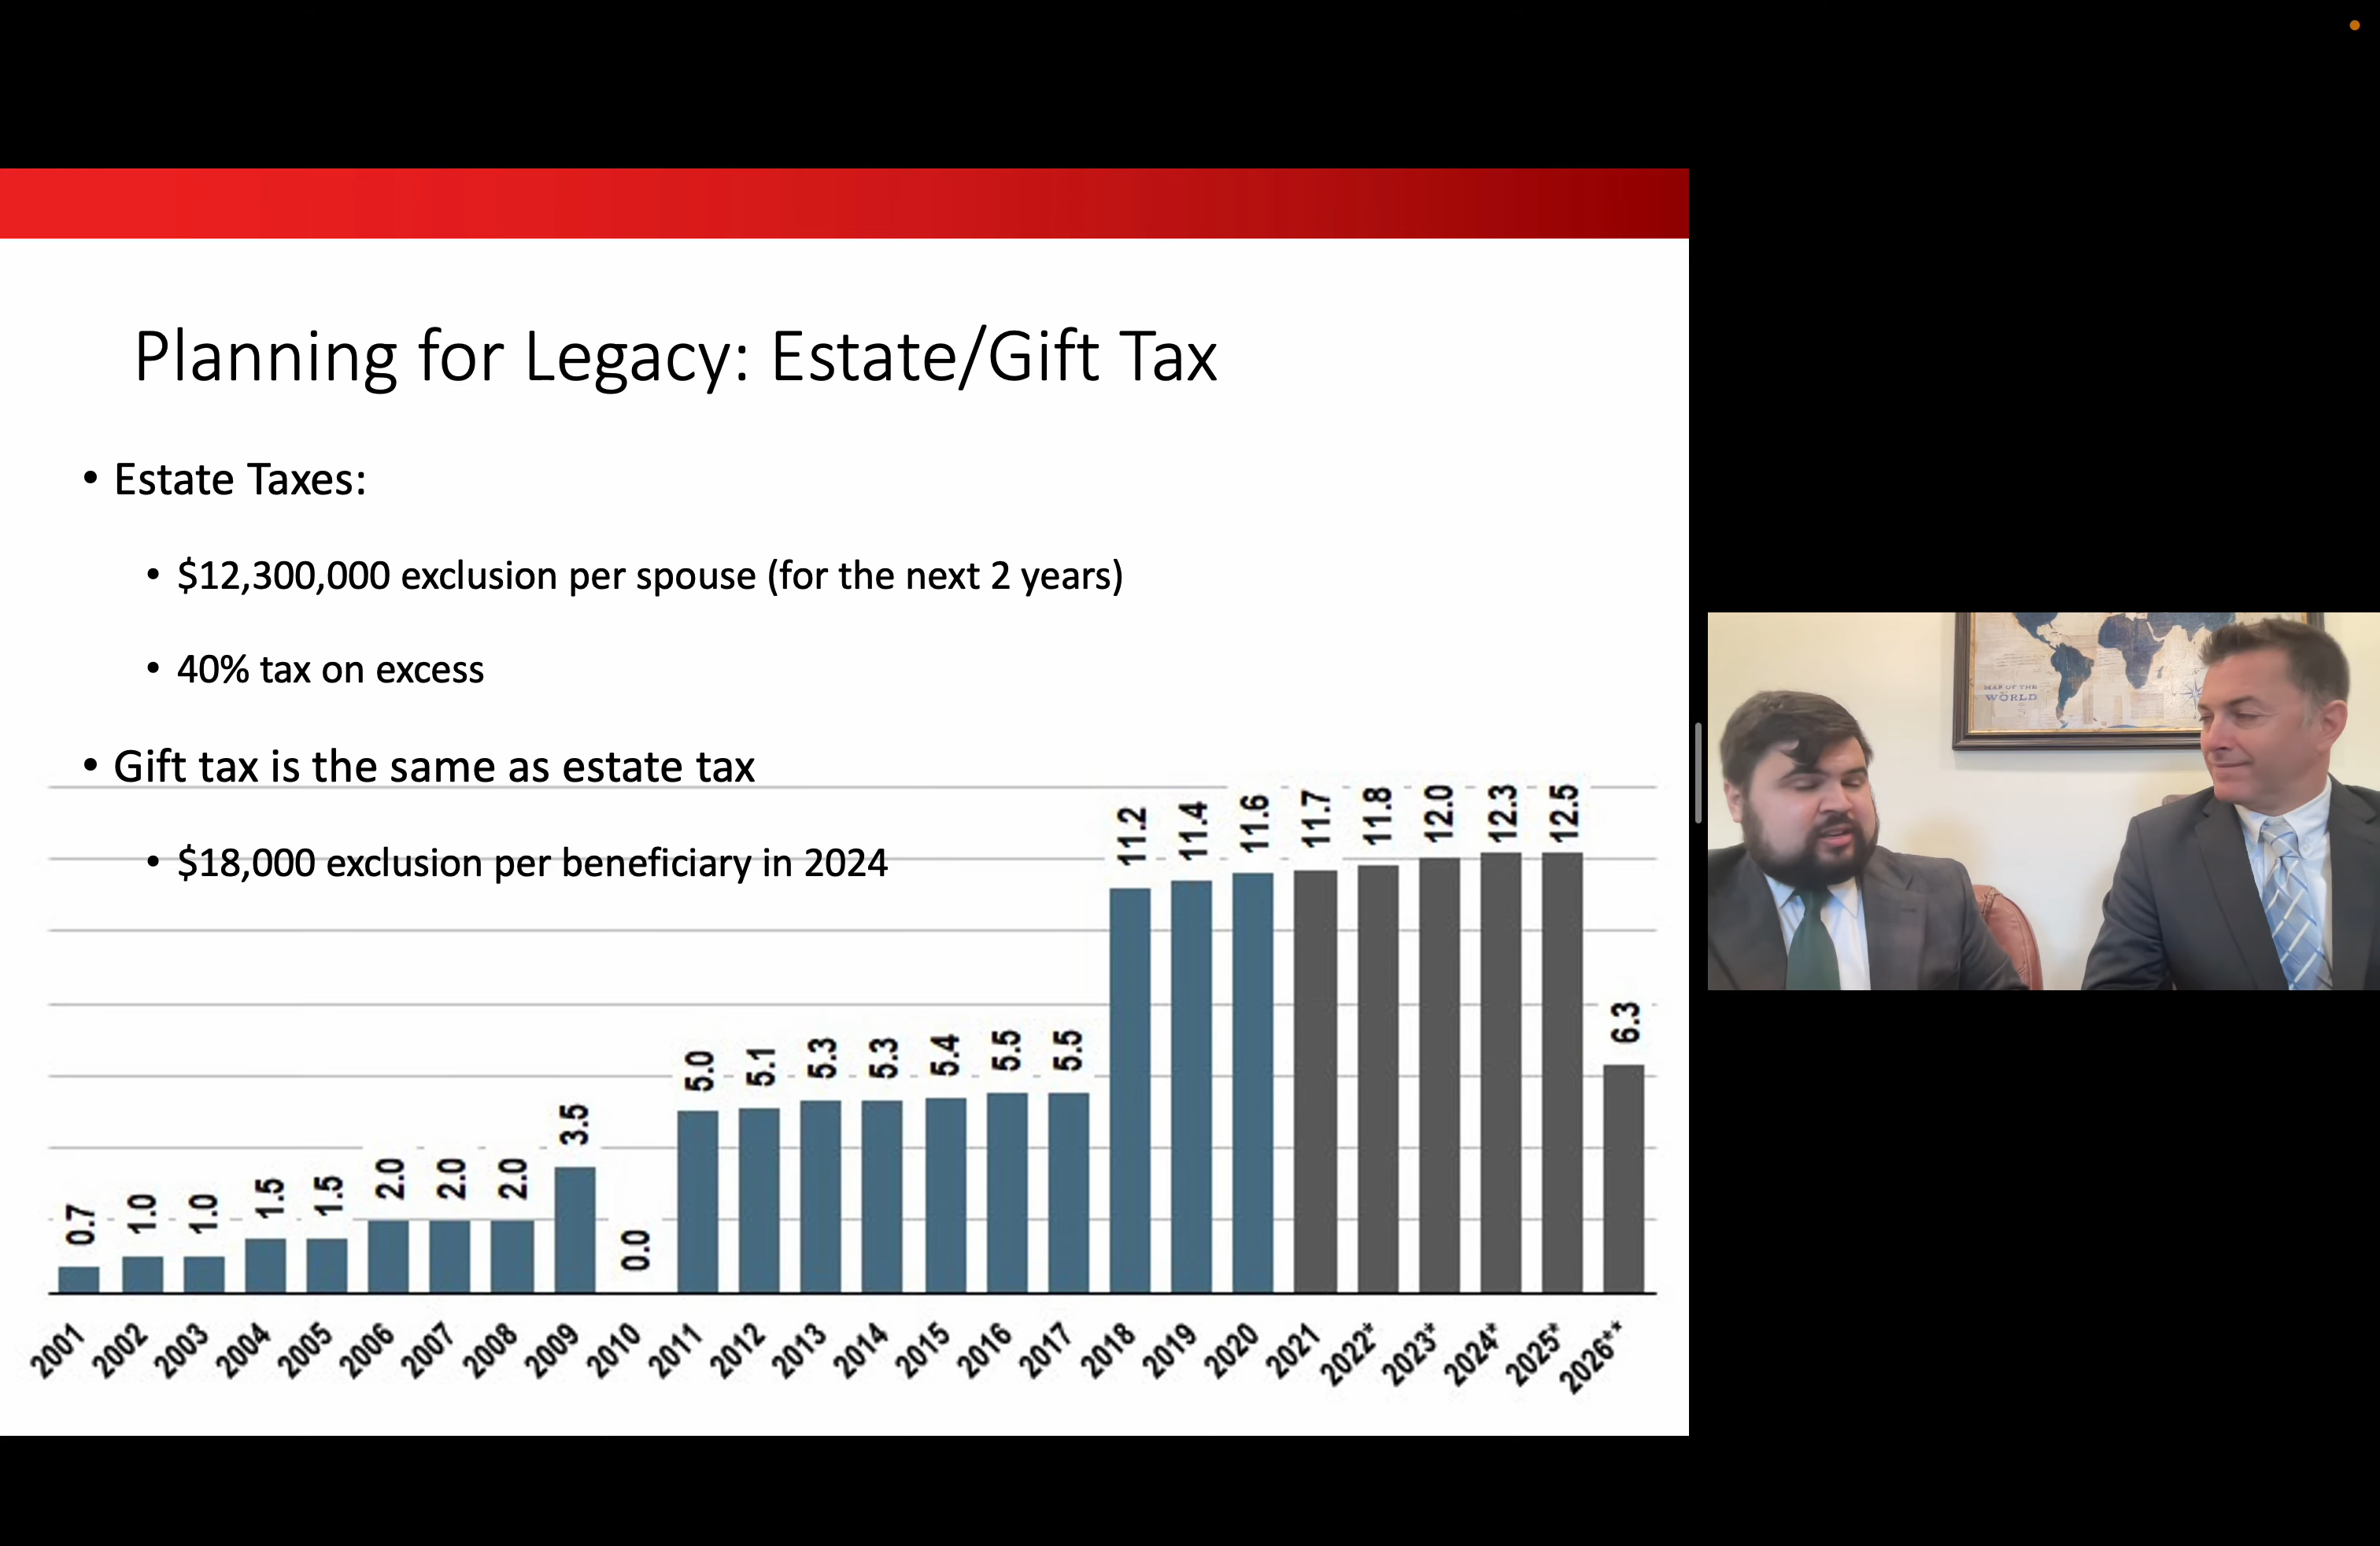 Planning for Legacy: Estate/Gift Tax
• Estate Taxes:
• $12,300,000 exclusion per spouse (for the next 2 years)
• 40% tax on excess
• Gift tax is the same as estate tax
• $18,000 exclusion per beneficiary in 2024
0.7 1.0 1.0 1.5 1.5 2.0 2.0 2.0 3.5 0.0 5.0 5.1 5.3 5.3 5.4 5.5 5.5 11.2 11.4 11.6 11.7 11.8 12.0 12.3 12.5 6.3
2001 2002 2003 2004 2005 2006 2007 2008 2009 2010 2011 2012 2013 2014 2015 2016 2017 2018 2019 2020 2021 2022* 2023* 2024* 2025* 2026**
MAP OF THE
WORLD